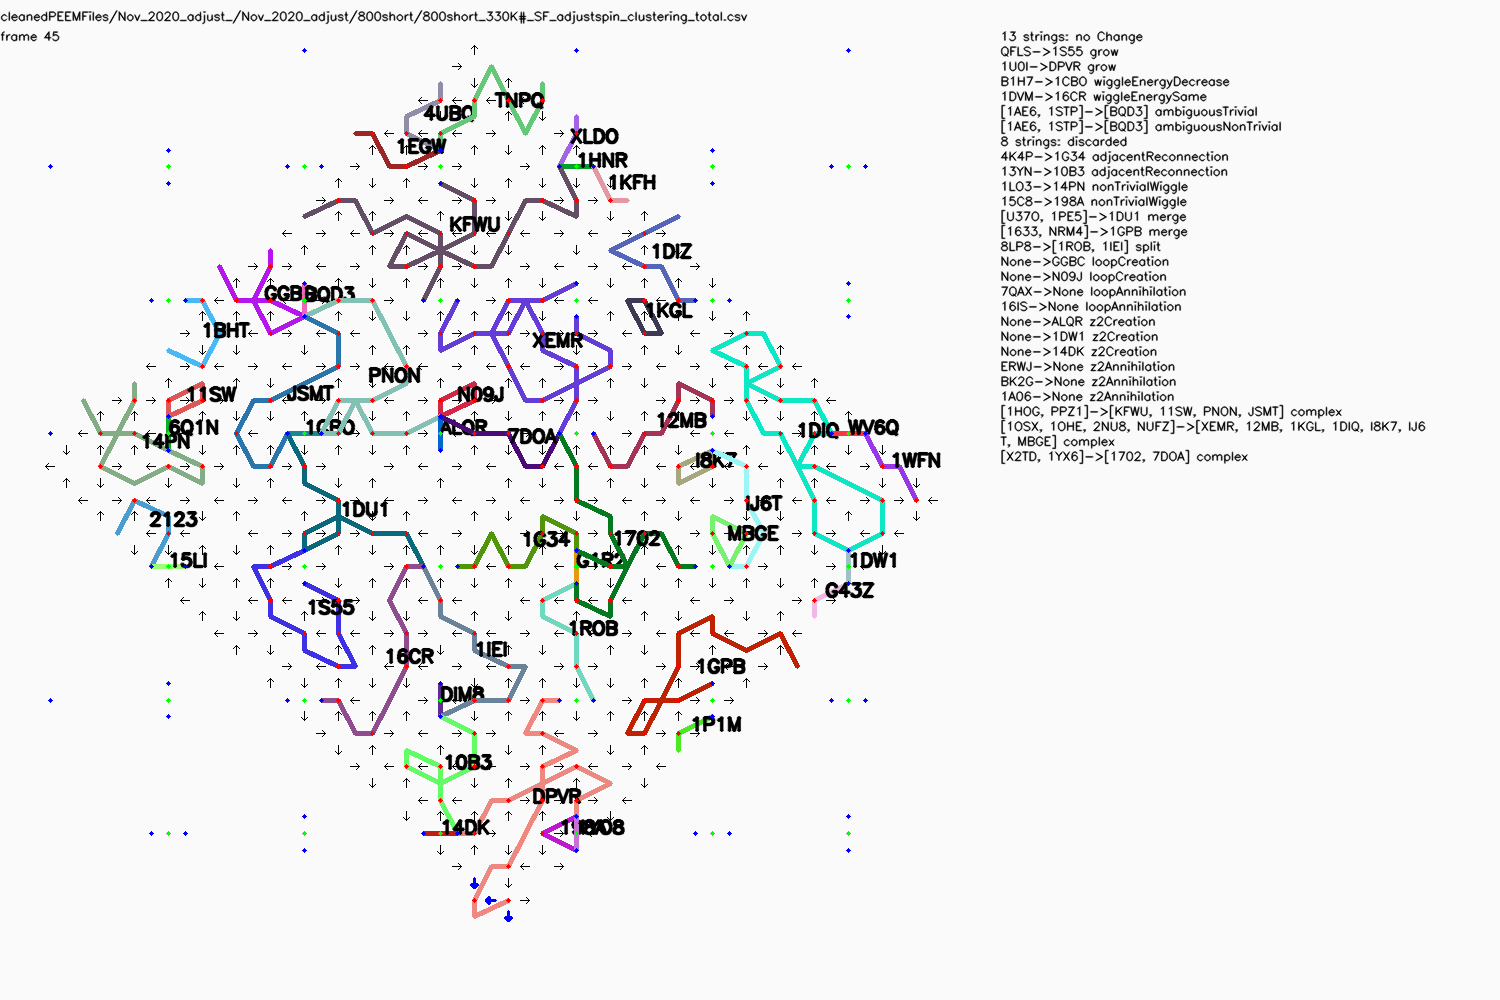 cleanedPEEMFiles/Nov_2020_adjust_/Nov_2020_adjust/800short/800short_330K#_SF_adjustspin_clustering_total.csv
frame 45
13 strings: no Change
QFLS->1S55 grow
1U0I->DPVR grow
B1H7->1CBO wiggleEnergyDecrease
1DVM->16CR wiggleEnergySame
[1AE6, 1STP]->[BQD3] ambiguousTrivial
[1AE6, 1STP]->[BQD3] ambiguousNonTrivial
8 strings: discarded
4K4P->1G34 adjacentReconnection
13YN->10B3 adjacentReconnection
1LO3->14PN nonTrivialWiggle
15C8->198A nonTrivialWiggle
[U370, 1PE5]->1DU1 merge
[1633, NRM4]->1GPB merge
8LP8->[1ROB, 1IEI] split
None->GGBC loopCreation
None->N09J loopCreation
7QAX->None loopAnnihilation
16IS->None loopAnnihilation
None->ALQR z2Creation
None->1DW1 z2Creation
None->14DK z2Creation
ERWJ->None z2Annihilation
BK2G->None z2Annihilation
1A06->None z2Annihilation
[1HOG, PPZ1]->[KFWU, 11SW, PNON, JSMT] complex
[10SX, 10HE, 2NU8, NUFZ]->[XEMR, 12MB, 1KGL, 1DIQ, I8K7, IJ6
T, MBGE] complex
[X2TD, 1YX6]->[1702, 7DOA] complex
TNPQ
4UBQ
XLDO
1EGW
1HNR
1KFH
KFWU
1DIZ
GGBC
BQD3
1KGL
1BHT
XEMR
PNON
11SW
JSMT
N09J
12MB
6Q1N
1CBO
ALQR
7DOA
1DIQ
WV6Q
14PN
I8K7
1WFN
IJ6T
1DU1
2123
1G34
1702
MBGE
15LI
G1R2
1DW1
G43Z
1S55
1ROB
1IEI
16CR
1GPB
DIM8
1P1M
10B3
DPVR
14DK